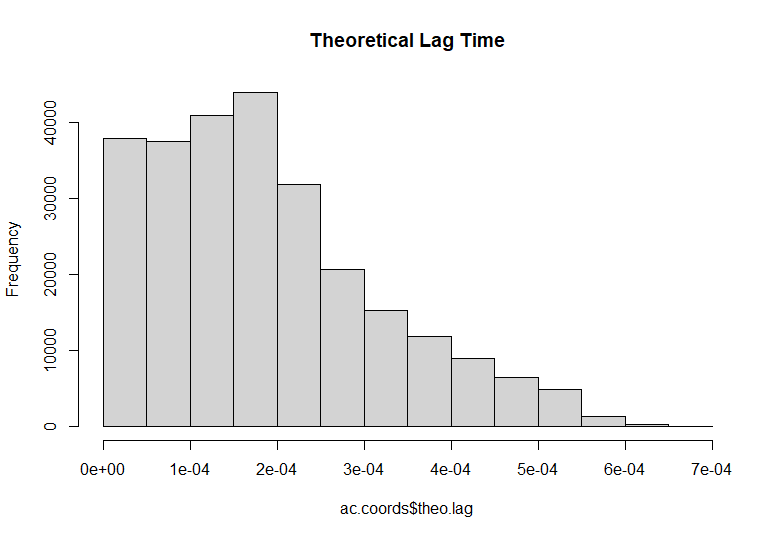 Theoretical Lag Time
Frequency
40000
30000
20000
10000
0
0e+00 1e-04 2e-04 3e-04 4e-04 5e-04 6e-04 7e-04
ac.coords$theo.lag